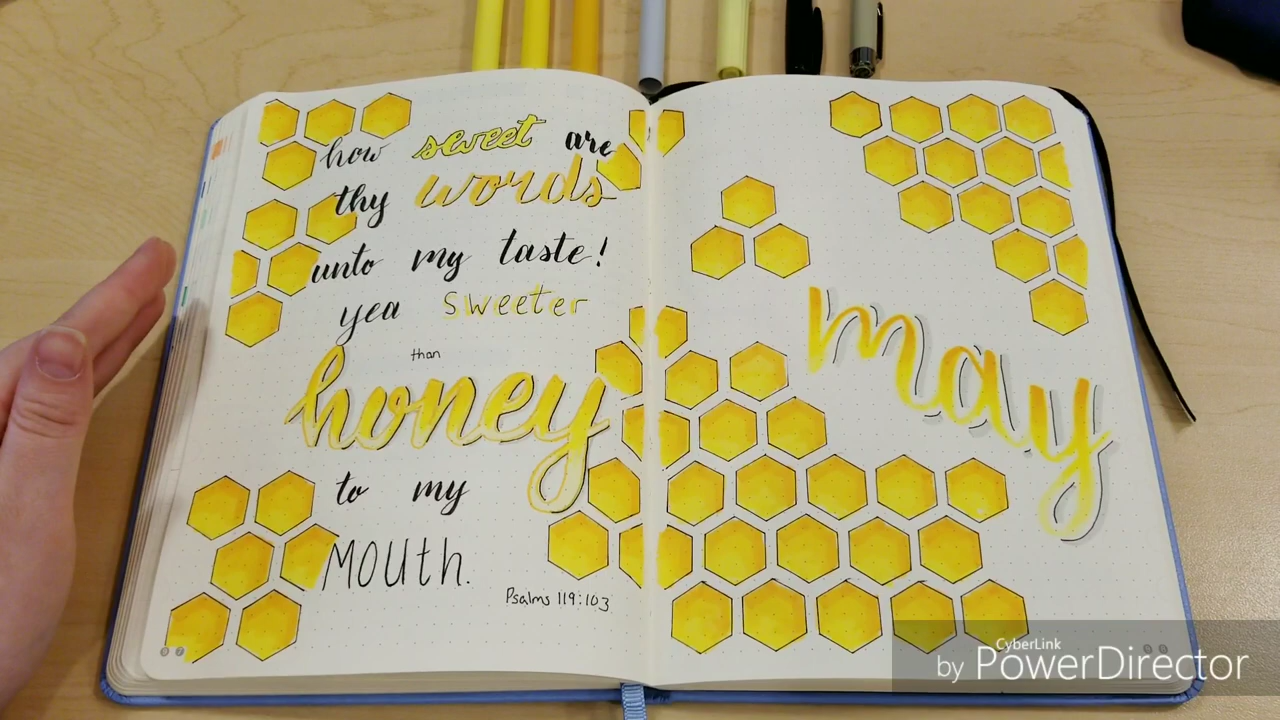 how sweet are
thy words
unto my taste!
yea sweeter
than
honey
to my
MOUTh.
Psalms 119:103
may
CyberLink
by PowerDirector